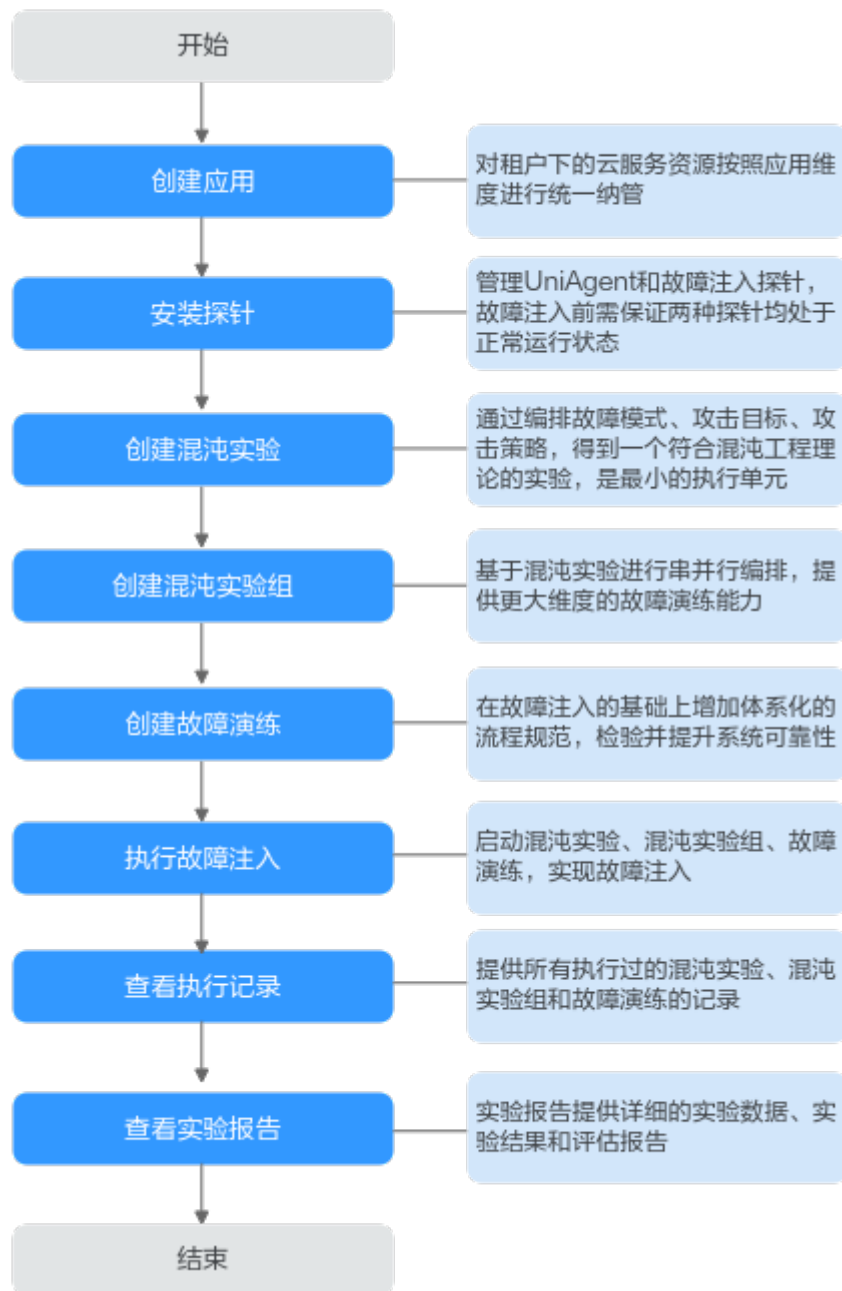 开始
创建应用
对租户下的云服务资源按照应用维
度进行统一纳管
安装探针
管理UniAgent和故障注入探针，
故障注入前需保证两种探针均处于
正常运行状态
创建混沌实验
通过编排故障模式、攻击目标、攻
击策略，得到一个符合混沌工程理
论的实验，是最小的执行单元
创建混沌实验组
基于混沌实验进行串并行编排，提
供更大维度的故障演练能力
创建故障演练
在故障注入的基础上增加体系化的
流程规范，检验并提升系统可靠性
执行故障注入
启动混沌实验、混沌实验组、故障
演练，实现故障注入
查看执行记录
提供所有执行过的混沌实验、混沌
实验组和故障演练的记录
查看实验报告
实验报告提供详细的实验数据、实
验结果和评估报告
结束